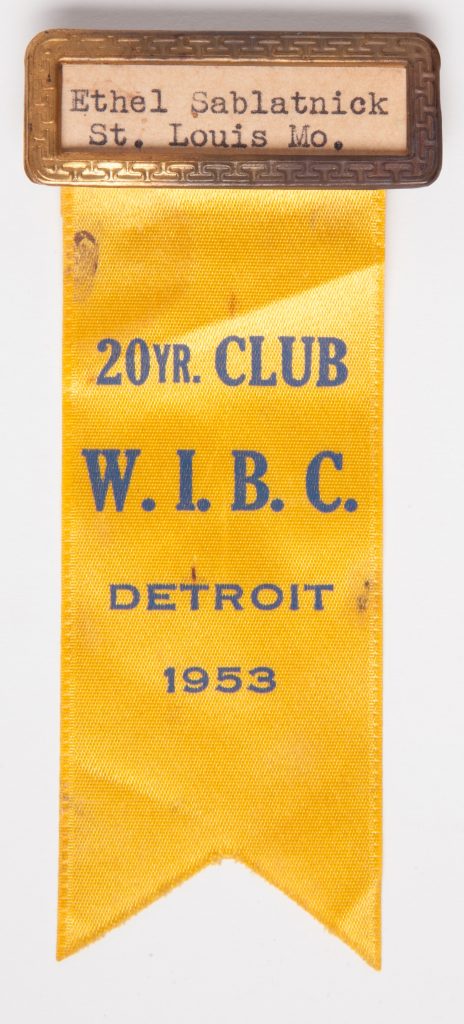 Ethel Sablatnick
St. Louis Mo.
20YR. CLUB
W. I. B. C.
DETROIT
1953